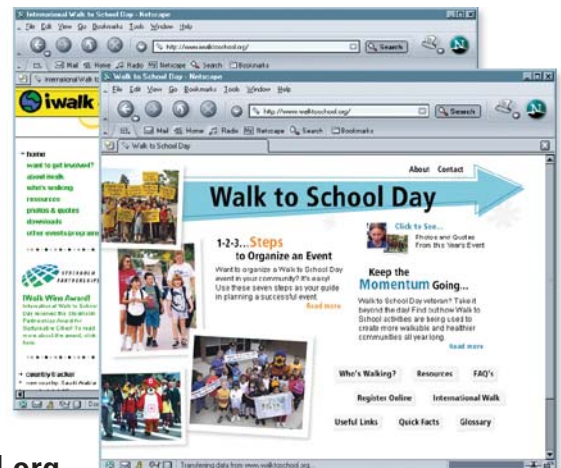 International Walk to School Day - Netscape
File Edit View Go Bookmarks Tools Window Help
http://www.iwalktoschool.org/
Search
Mail Home Radio Netscape Search Bookmarks
iwalk
home
want to get involved?
about iwalk
who's walking
resources
photos & quotes
downloads
STOCKHOLM
PARTNERSHIPS
IWalk Wins Award!
country tracker
Walk to School Day - Netscape
File Edit View Go Bookmarks Tools Window Help
http://www.walktoschool.org/
Search
Mail Home Radio Netscape Search Bookmarks
Walk to School Day
About Contact
Walk to School Day
Click to See...
Photos and Quotes
From this Year's Event
1-2-3...Steps
to Organize an Event
Want to organize a Walk to School Day
event in your community? It's easy!
Use these seven steps as your guide
in planning a successful event.
Read more
Keep the
Momentum Going...
Walk to School Day veteran? Take it
beyond the day! Find out how Walk to
School activities are being used to
create more walkable and healthier
communities all year long.
Read more
Who's Walking? Resources FAQ's
Register Online International Walk
Useful Links Quick Facts Glossary
Transferring data from www.walktoschool.org...